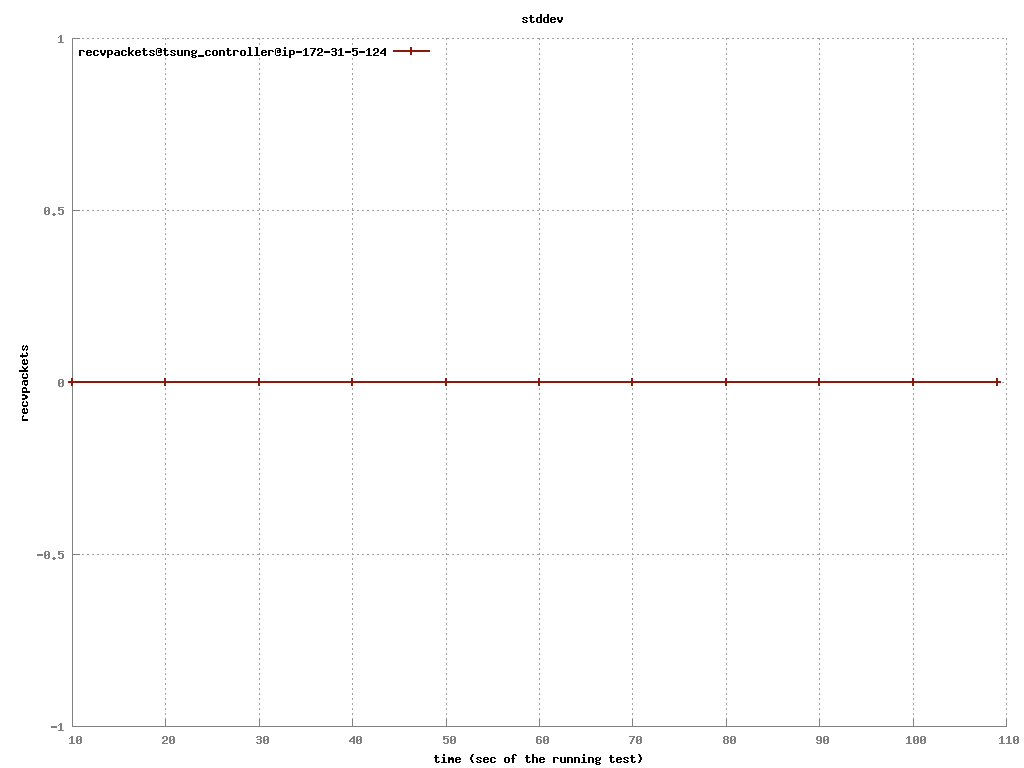 stddev
recvpackets@tsung_controller@ip-172-31-5-124
1
0.5
0
-0.5
-1
recvpackets
10 20 30 40 50 60 70 80 90 100 110
time (sec of the running test)